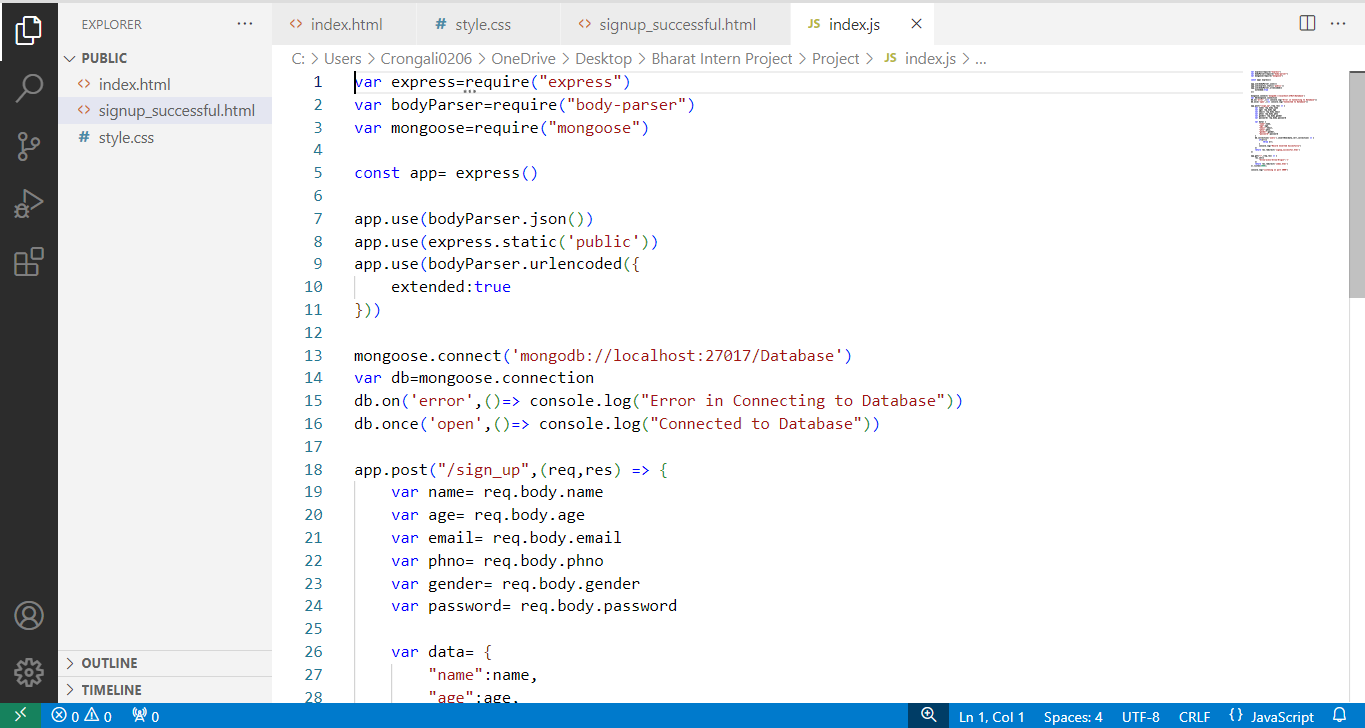 EXPLORER
PUBLIC
index.html
signup_successful.html
style.css
OUTLINE
TIMELINE
index.html
style.css
signup_successful.html
JS index.js
C: > Users > Crongali0206 > OneDrive > Desktop > Bharat Intern Project > Project > JS index.js > ...
1 var express=require("express")
2 var bodyParser=require("body-parser")
3 var mongoose=require("mongoose")
4
5 const app= express()
6
7 app.use(bodyParser.json())
8 app.use(express.static('public'))
9 app.use(bodyParser.urlencoded({
10 extended:true
11 }))
12
13 mongoose.connect('mongodb://localhost:27017/Database')
14 var db=mongoose.connection
15 db.on('error',()=> console.log("Error in Connecting to Database"))
16 db.once('open',()=> console.log("Connected to Database"))
17
18 app.post("/sign_up",(req,res) => {
19 var name= req.body.name
20 var age= req.body.age
21 var email= req.body.email
22 var phno= req.body.phno
23 var gender= req.body.gender
24 var password= req.body.password
25
26 var data= {
27 "name":name,
28 "age":age,
0 0 0
Ln 1, Col 1 Spaces: 4 UTF-8 CRLF {} JavaScript